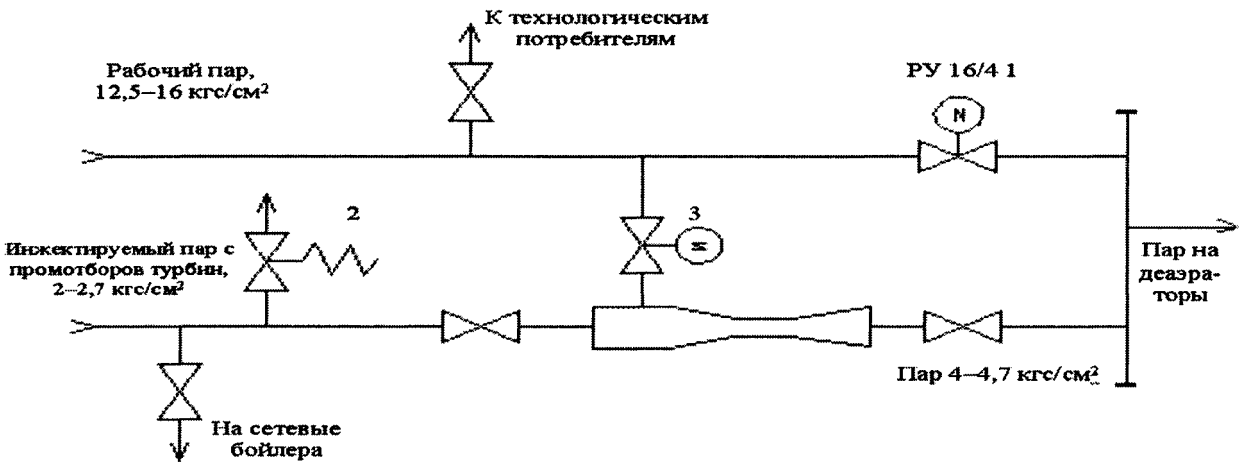 К технологическим
потребителям
Рабочий пар,
12,5–16 кгс/см²
РУ 16/4 1
N
2
3
Инжектируемый пар с
промотборов турбин,
2–2,7 кгс/см²
Пар на
деаэра-
торы
Пар 4–4,7 кгс/см²
На сетевые
бойлера